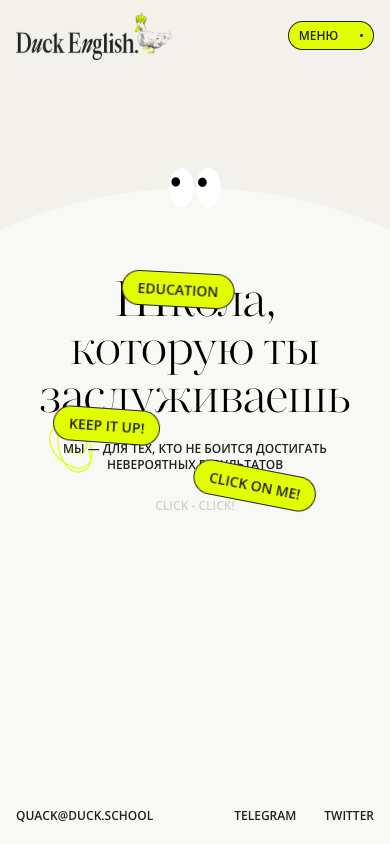 Duck English.
МЕНЮ
EDUCATION
Школа,
которую ты
заслуживаешь
KEEP IT UP!
МЫ — ДЛЯ ТЕХ, КТО НЕ БОИТСЯ ДОСТИГАТЬ
НЕВЕРОЯТНЫХ РЕЗУЛЬТАТОВ
CLICK ON ME!
CLICK - CLICK!
QUACK@DUCK.SCHOOL
TELEGRAM
TWITTER